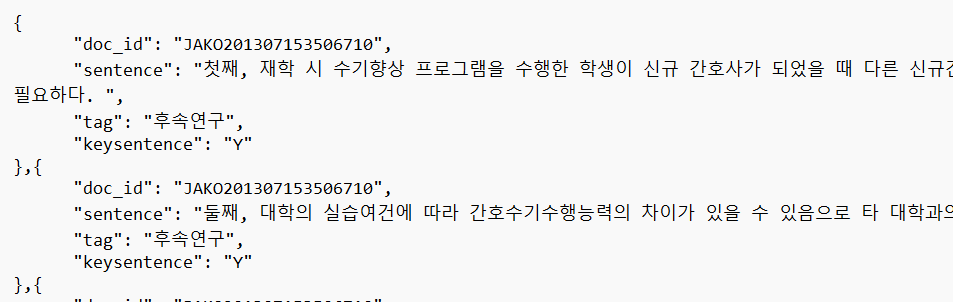 {
"doc_id": "JAKO201307153506710",
"sentence": "첫째, 재학 시 수기향상 프로그램을 수행한 학생이 신규 간호사가 되었을 때 다른 신규간
필요하다. ",
"tag": "후속연구",
"keysentence": "Y"
},{
"doc_id": "JAKO201307153506710",
"sentence": "둘째, 대학의 실습여건에 따라 간호수기수행능력의 차이가 있을 수 있음으로 타 대학과의
"tag": "후속연구",
"keysentence": "Y"
},{